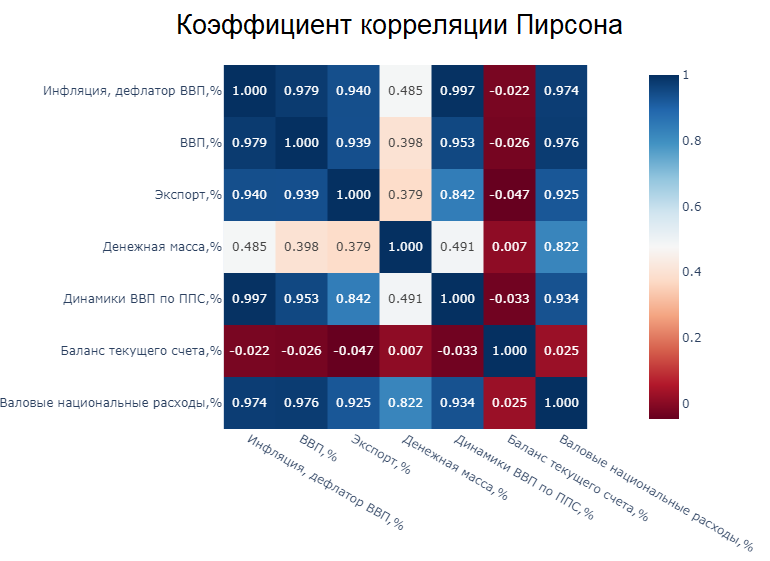 Коэффициент корреляции Пирсона
Инфляция, дефлятор ВВП,% 1.000 0.979 0.940 0.485 0.997 -0.022 0.974
ВВП,% 0.979 1.000 0.939 0.398 0.953 -0.026 0.976
Экспорт,% 0.940 0.939 1.000 0.379 0.842 -0.047 0.925
Денежная масса,% 0.485 0.398 0.379 1.000 0.491 0.007 0.822
Динамики ВВП по ППС,% 0.997 0.953 0.842 0.491 1.000 -0.033 0.934
Баланс текущего счета,% -0.022 -0.026 -0.047 0.007 -0.033 1.000 0.025
Валовые национальные расходы,% 0.974 0.976 0.925 0.822 0.934 0.025 1.000
Инфляция, дефлятор ВВП,%
ВВП,%
Экспорт,%
Денежная масса,%
Динамики ВВП по ППС,%
Баланс текущего счета,%
Валовые национальные расходы,%
1
0.8
0.6
0.4
0.2
0